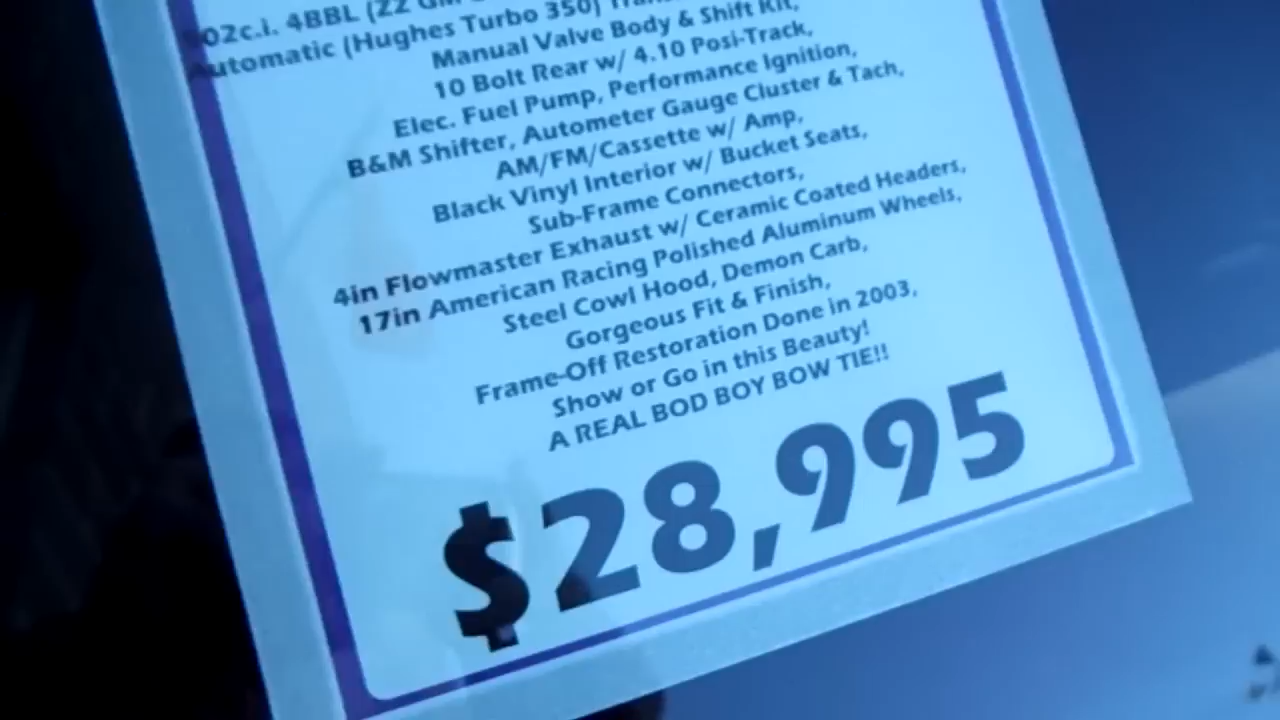 02c.i. 4BBL (ZZ GM
Automatic (Hughes Turbo 350)
Manual Valve Body & Shift Kit,
10 Bolt Rear w/ 4.10 Posi-Track,
Elec. Fuel Pump, Performance Ignition,
B&M Shifter, Autometer Gauge Cluster & Tach,
AM/FM/Cassette w/ Amp,
Black Vinyl Interior w/ Bucket Seats,
Sub-Frame Connectors,
4in Flowmaster Exhaust w/ Ceramic Coated Headers,
17in American Racing Polished Aluminum Wheels,
Steel Cowl Hood, Demon Carb,
Gorgeous Fit & Finish,
Frame-Off Restoration Done in 2003,
Show or Go in this Beauty!
A REAL BOD BOY BOW TIE!!
$28,995